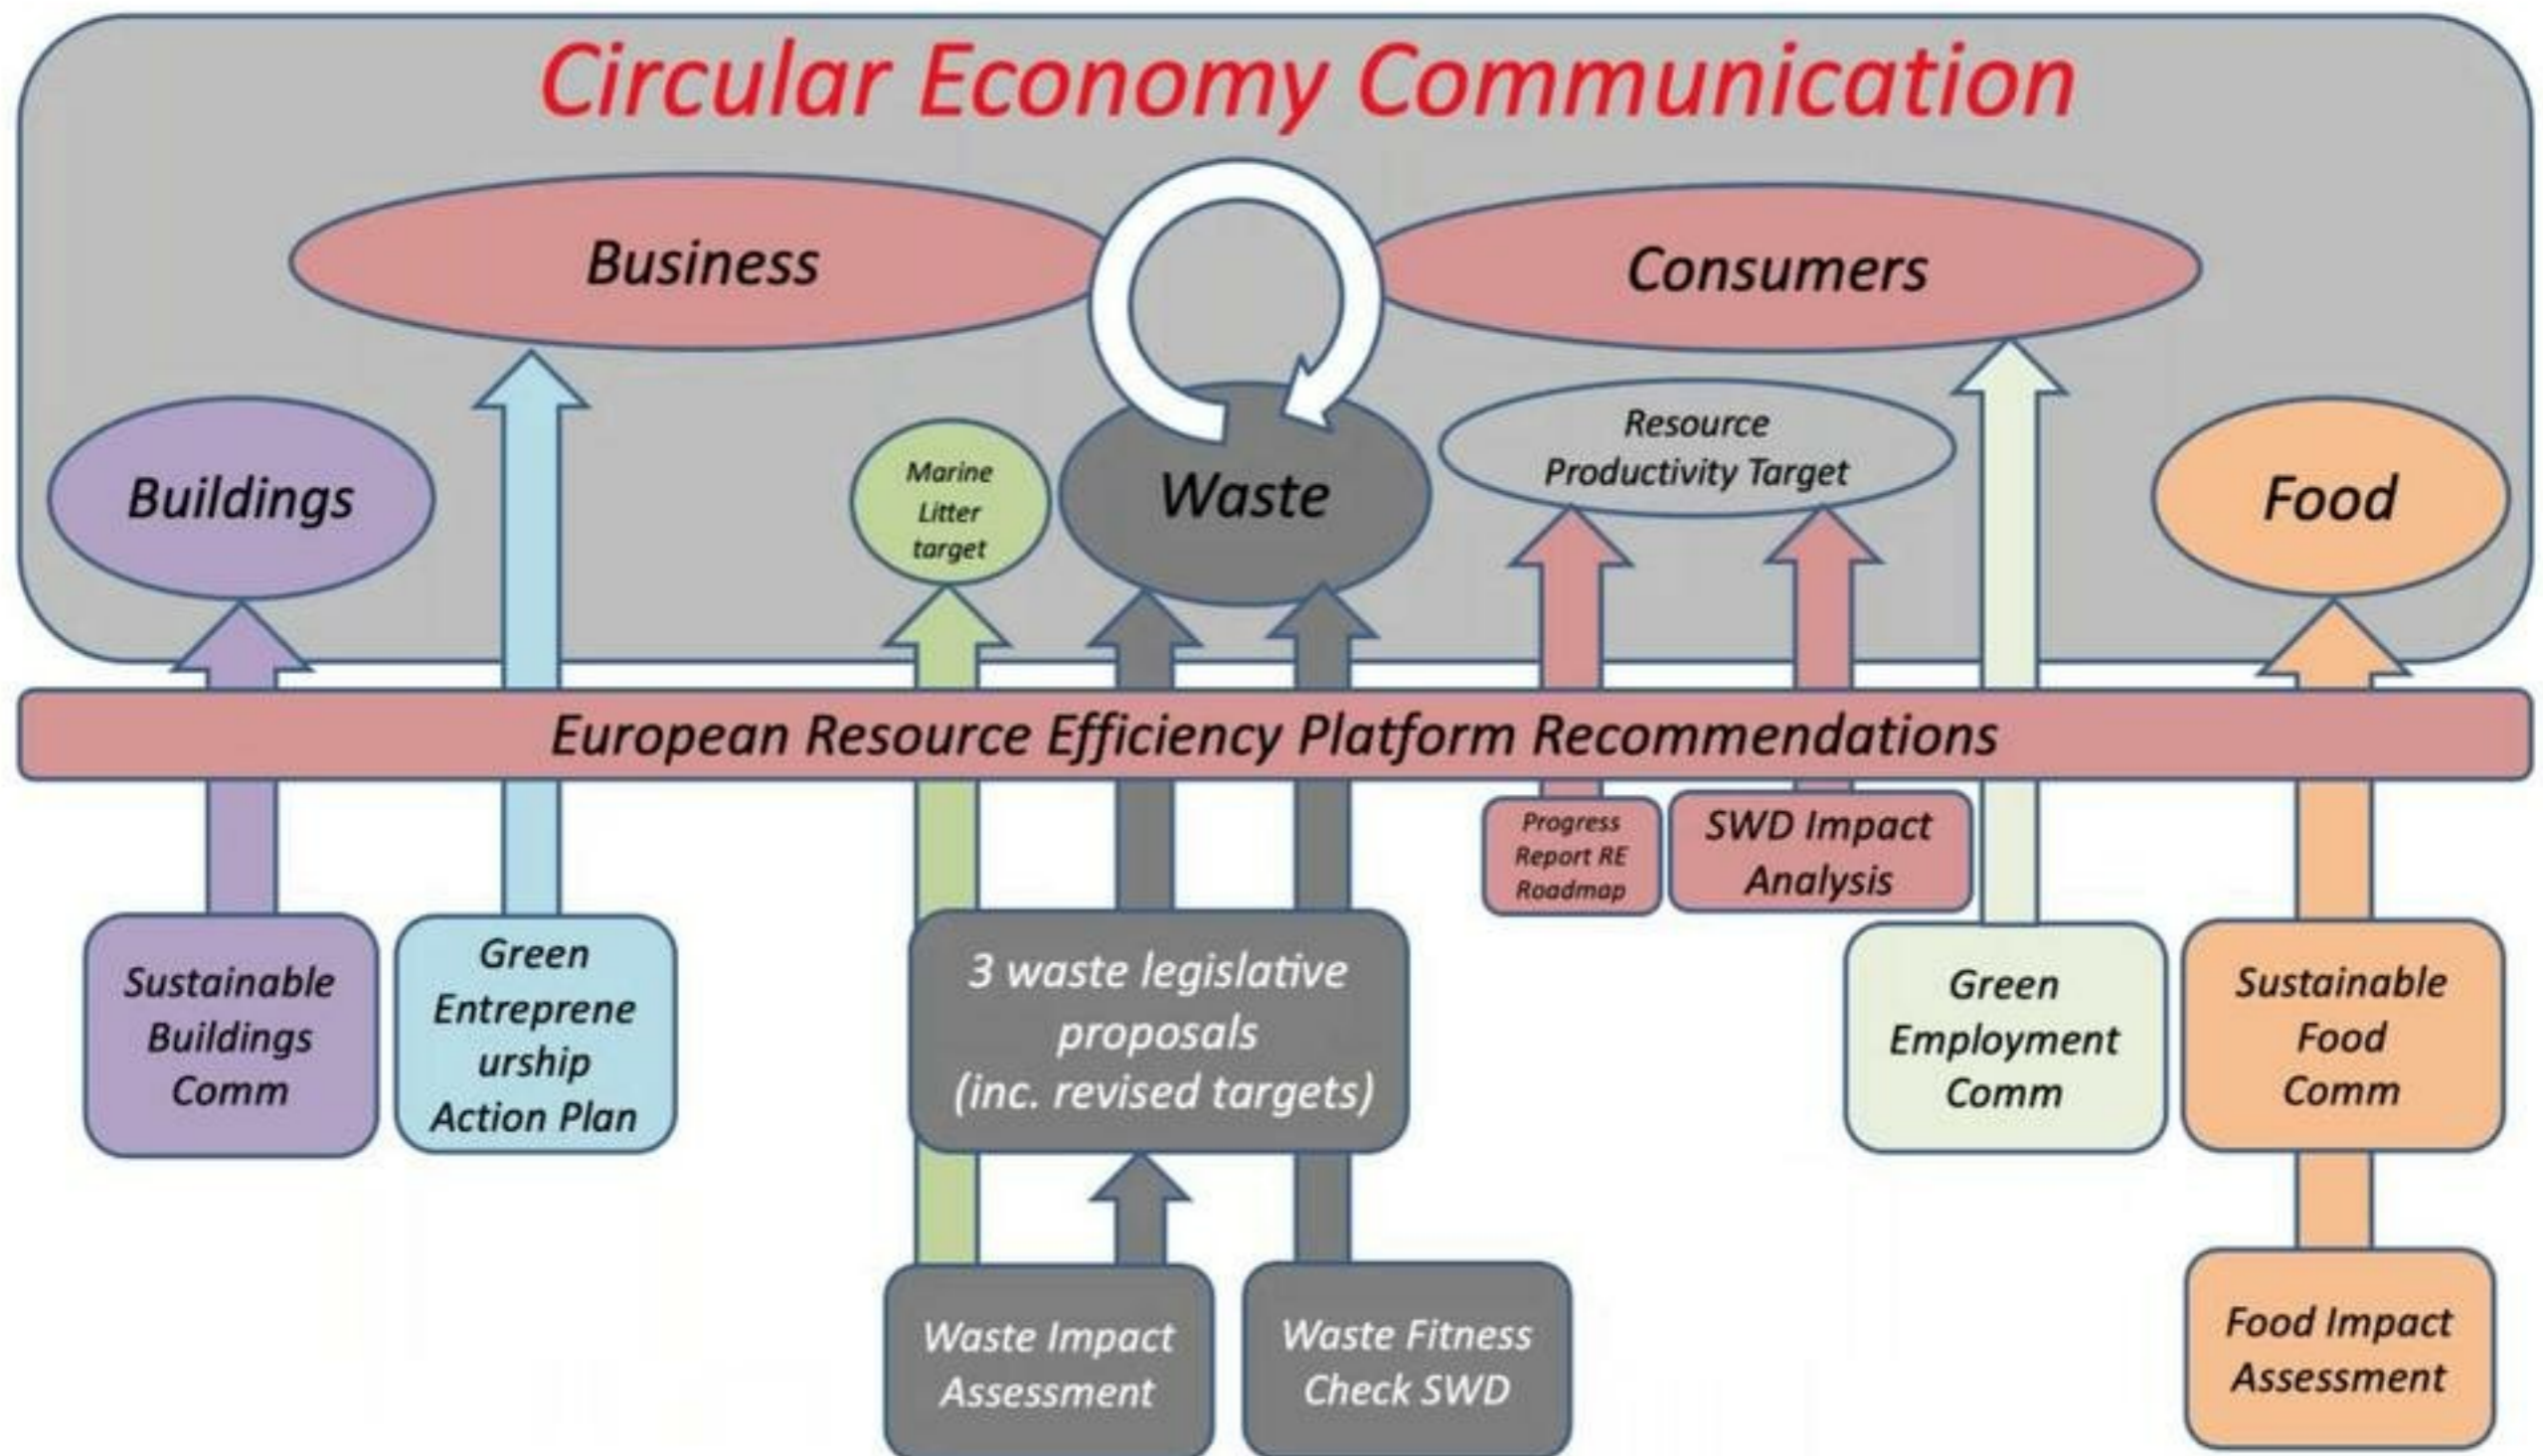 Circular Economy Communication
Business
Consumers
Buildings
Marine
Litter
target
Waste
Resource
Productivity Target
Food
European Resource Efficiency Platform Recommendations
Progress
Report RE
Roadmap
SWD Impact
Analysis
Sustainable
Buildings
Comm
Green
Entreprene
urship
Action Plan
3 waste legislative
proposals
(inc. revised targets)
Green
Employment
Comm
Sustainable
Food
Comm
Waste Impact
Assessment
Waste Fitness
Check SWD
Food Impact
Assessment